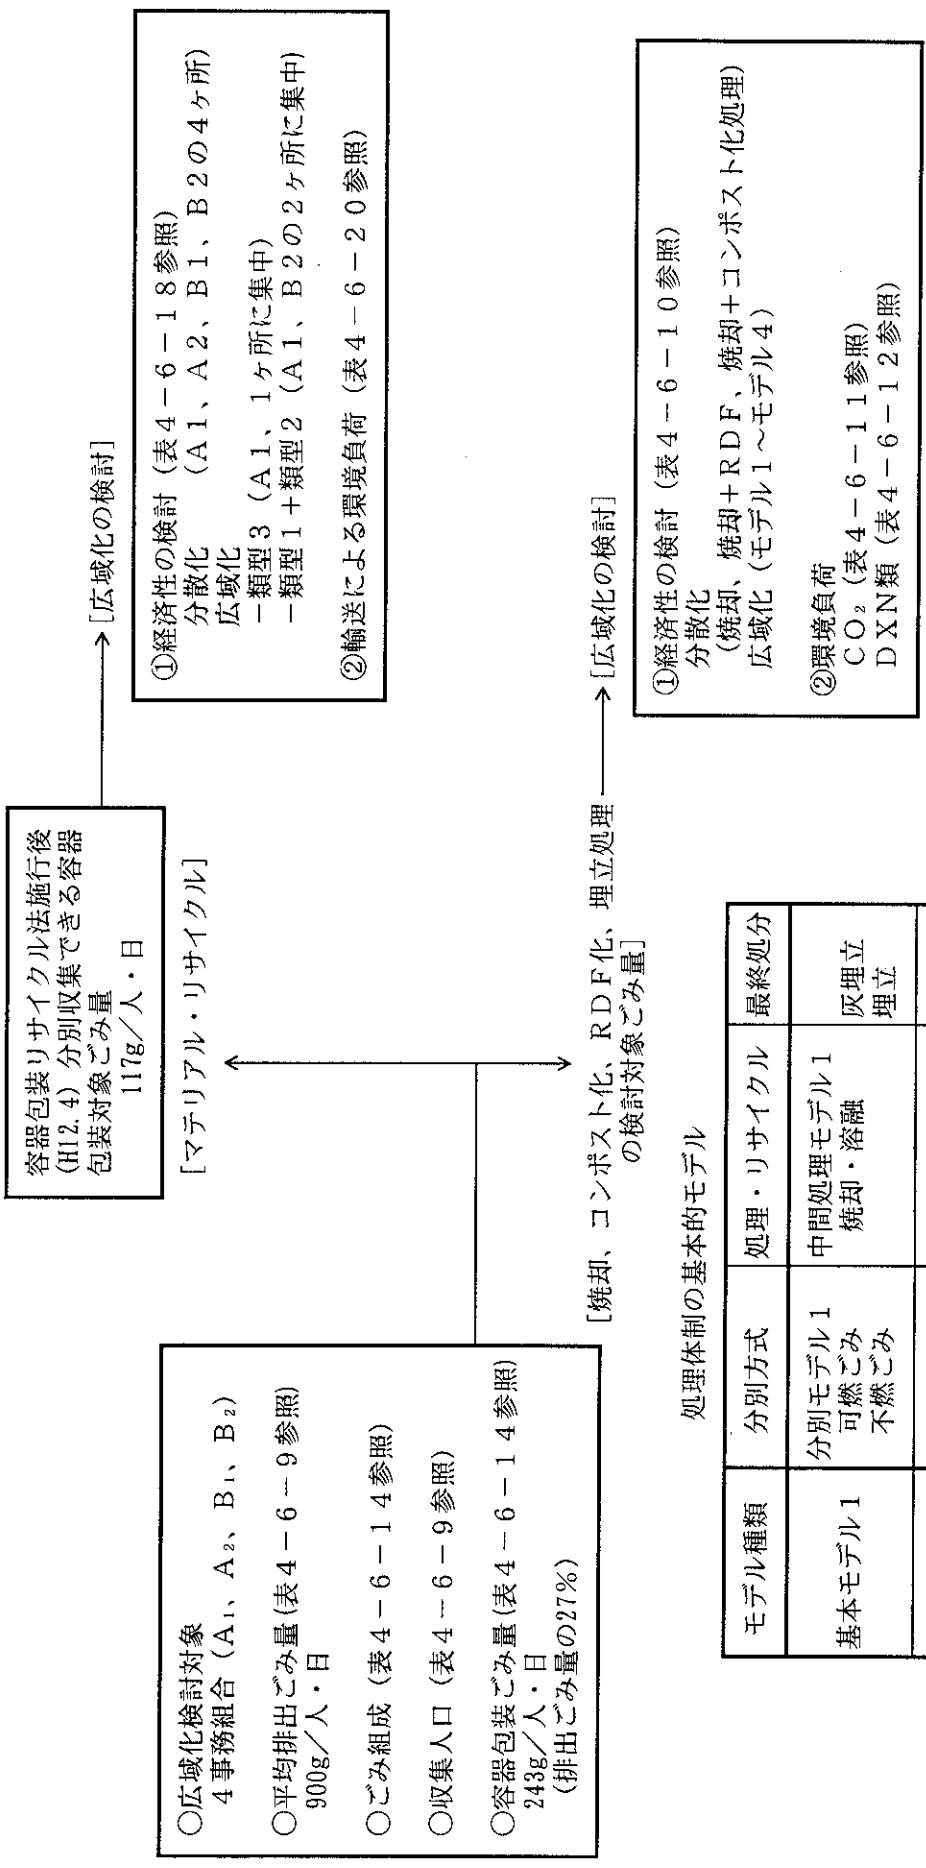 ○広域化検討対象
4事務組合（A₁、A₂、B₁、B₂）
○平均排出ごみ量(表4－6－9参照)
900g／人・日
○ごみ組成（表4－6－14参照）
○収集人口（表4－6－9参照）
○容器包装ごみ量(表4－6－14参照)
243g／人・日
(排出ごみ量の27%)
容器包装リサイクル法施行後
(H12.4) 分別収集できる容器
包装対象ごみ量
117g／人・日
[マテリアル・リサイクル]
[広域化の検討]
①経済性の検討（表4－6－18参照）
分散化　（A1、A2、B1、B2の4ヶ所）
広域化
－類型3（A1、1ヶ所に集中）
－類型1＋類型2（A1、B2の2ヶ所に集中）
②輸送による環境負荷（表4－6－20参照）
[焼却、コンポスト化、RDF化、埋立処理
の検討対象ごみ量]
[広域化の検討]
①経済性の検討（表4－6－10参照）
分散化
(焼却、焼却＋RDF、焼却＋コンポスト化処理)
広域化（モデル1～モデル4）
②環境負荷
CO₂（表4－6－11参照）
DXN類（表4－6－12参照）
処理体制の基本的モデル
モデル種類　分別方式　処理・リサイクル　最終処分
基本モデル1　分別モデル1　中間処理モデル1
可燃ごみ　焼却・溶融　灰埋立
不燃ごみ　埋立